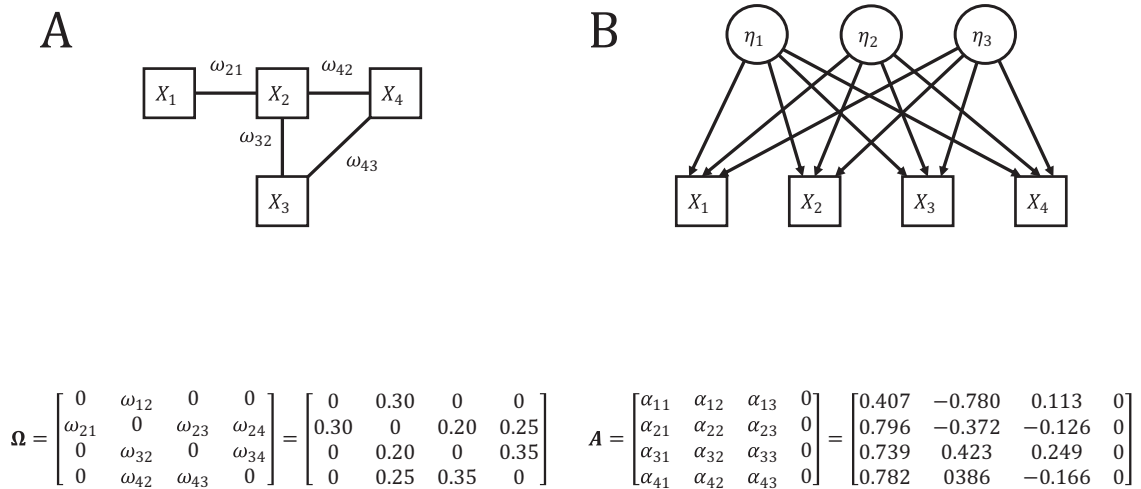 A
B
η₁ η₂ η₃
ω₂₁ ω₄₂
X₁ X₂ X₄
ω₃₂
ω₄₃
X₃
X₁ X₂ X₃ X₄
Ω = [0 ω₁₂ 0 0] = [0 0.30 0 0]
[ω₂₁ 0 ω₂₃ ω₂₄] [0.30 0 0.20 0.25]
[0 ω₃₂ 0 ω₃₄] [0 0.20 0 0.35]
[0 ω₄₂ ω₄₃ 0] [0 0.25 0.35 0]
A = [α₁₁ α₁₂ α₁₃ 0] = [0.407 −0.780 0.113 0]
[α₂₁ α₂₂ α₂₃ 0] [0.796 −0.372 −0.126 0]
[α₃₁ α₃₂ α₃₃ 0] [0.739 0.423 0.249 0]
[α₄₁ α₄₂ α₄₃ 0] [0.782 0386 −0.166 0]